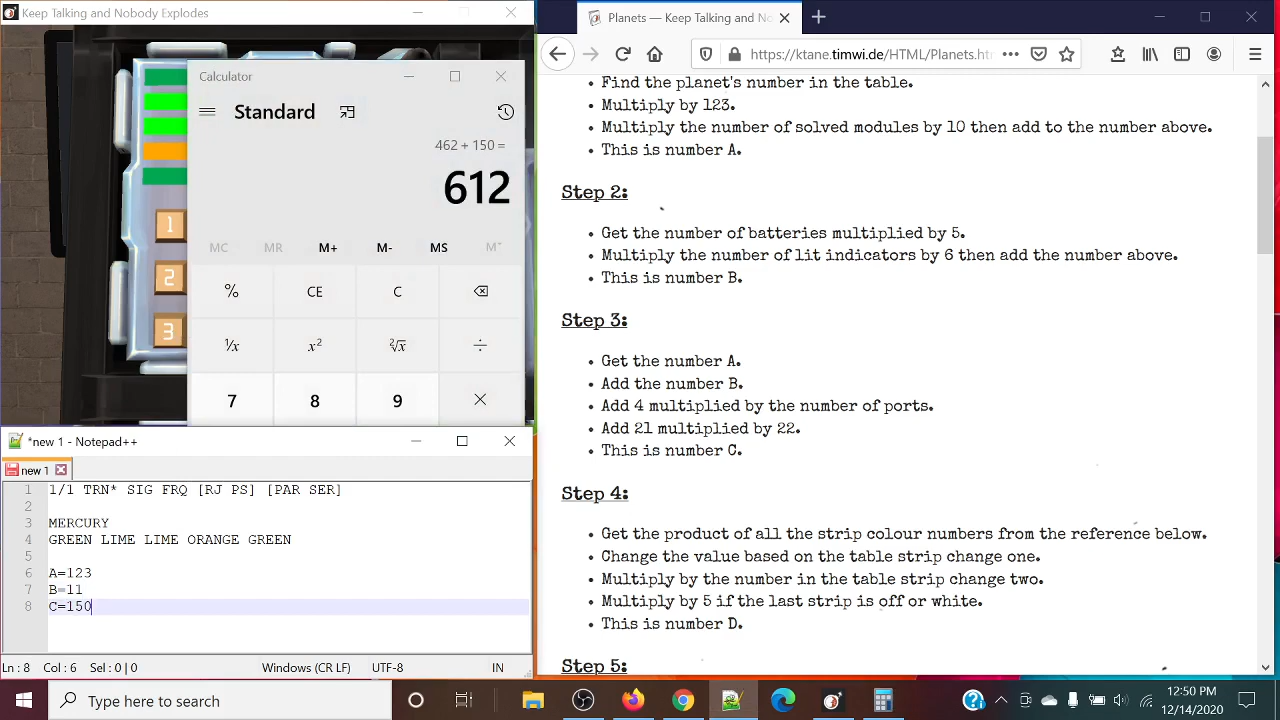 Keep Talking and Nobody Explodes
1
2
3
Calculator
Standard
462 + 150 =
612
MC MR M+ M- MS M˅
% CE C
¹/x x² ²√x ÷
7 8 9 ×
*new 1 - Notepad++
new 1
1 1/1 TRN* SIG FRQ [RJ PS] [PAR SER]
2
3 MERCURY
4 GREEN LIME LIME ORANGE GREEN
5
6 A=123
7 B=11
8 C=150
Ln : 8 Col : 6 Sel : 0 | 0 Windows (CR LF) UTF-8 IN
Planets — Keep Talking and No
https://ktane.timwi.de/HTML/Planets.htm
• Find the planet's number in the table.
• Multiply by 123.
• Multiply the number of solved modules by 10 then add to the number above.
• This is number A.
Step 2:
• Get the number of batteries multiplied by 5.
• Multiply the number of lit indicators by 6 then add the number above.
• This is number B.
Step 3:
• Get the number A.
• Add the number B.
• Add 4 multiplied by the number of ports.
• Add 21 multiplied by 22.
• This is number C.
Step 4:
• Get the product of all the strip colour numbers from the reference below.
• Change the value based on the table strip change one.
• Multiply by the number in the table strip change two.
• Multiply by 5 if the last strip is off or white.
• This is number D.
Step 5:
Type here to search
12:50 PM
12/14/2020